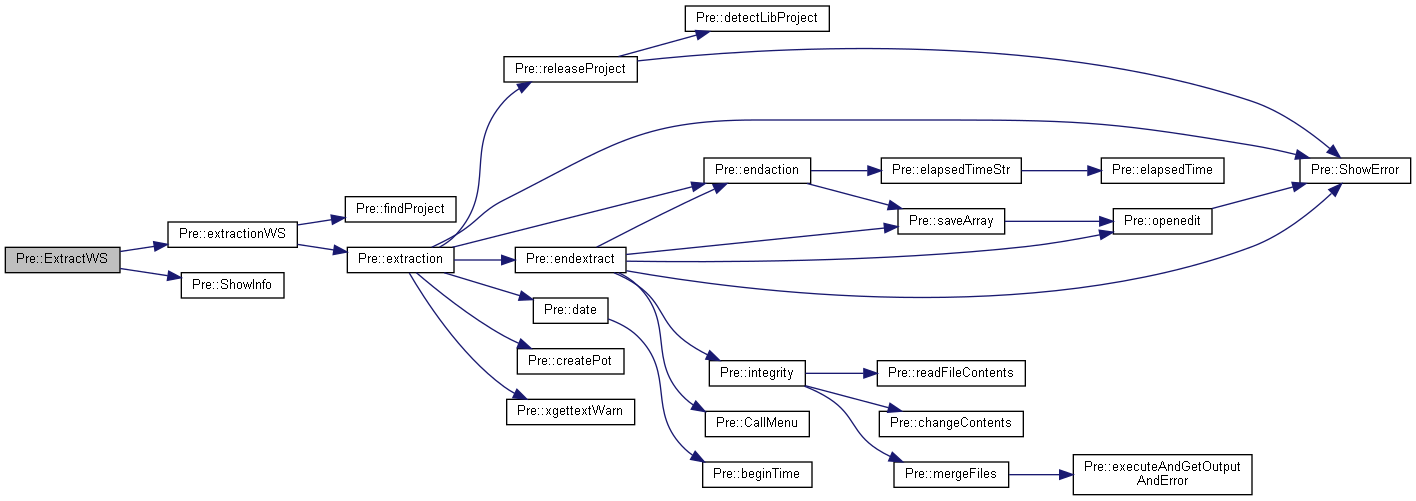 Pre::detectLibProject
Pre::releaseProject
Pre::endaction
Pre::elapsedTimeStr
Pre::elapsedTime
Pre::ShowError
Pre::findProject
Pre::saveArray
Pre::openedit
Pre::extractionWS
Pre::ExtractWS
Pre::extraction
Pre::endextract
Pre::ShowInfo
Pre::date
Pre::createPot
Pre::integrity
Pre::readFileContents
Pre::xgettextWarn
Pre::CallMenu
Pre::changeContents
Pre::beginTime
Pre::mergeFiles
Pre::executeAndGetOutput
AndError